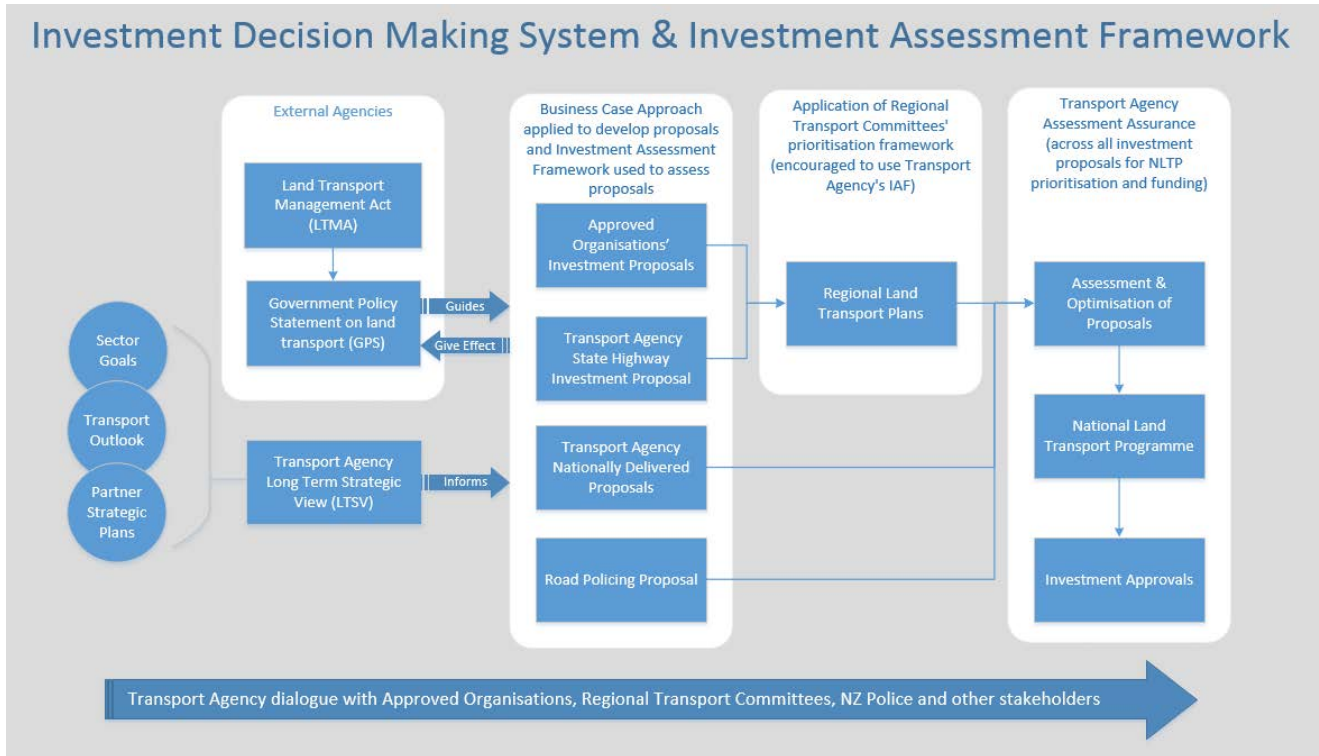 Investment Decision Making System & Investment Assessment Framework
External Agencies
Land Transport
Management Act
(LTMA)
Government Policy
Statement on land
transport (GPS)
Sector
Goals
Transport
Outlook
Partner
Strategic
Plans
Transport Agency
Long Term Strategic
View (LTSV)
Guides
Give Effect
Informs
Business Case Approach
applied to develop proposals
and Investment Assessment
Framework used to assess
proposals
Approved
Organisations’
Investment Proposals
Transport Agency
State Highway
Investment Proposal
Transport Agency
Nationally Delivered
Proposals
Road Policing Proposal
Application of Regional
Transport Committees'
prioritisation framework
(encouraged to use Transport
Agency's IAF)
Regional Land
Transport Plans
Transport Agency
Assessment Assurance
(across all investment
proposals for NLTP
prioritisation and funding)
Assessment &
Optimisation of
Proposals
National Land
Transport Programme
Investment Approvals
Transport Agency dialogue with Approved Organisations, Regional Transport Committees, NZ Police and other stakeholders